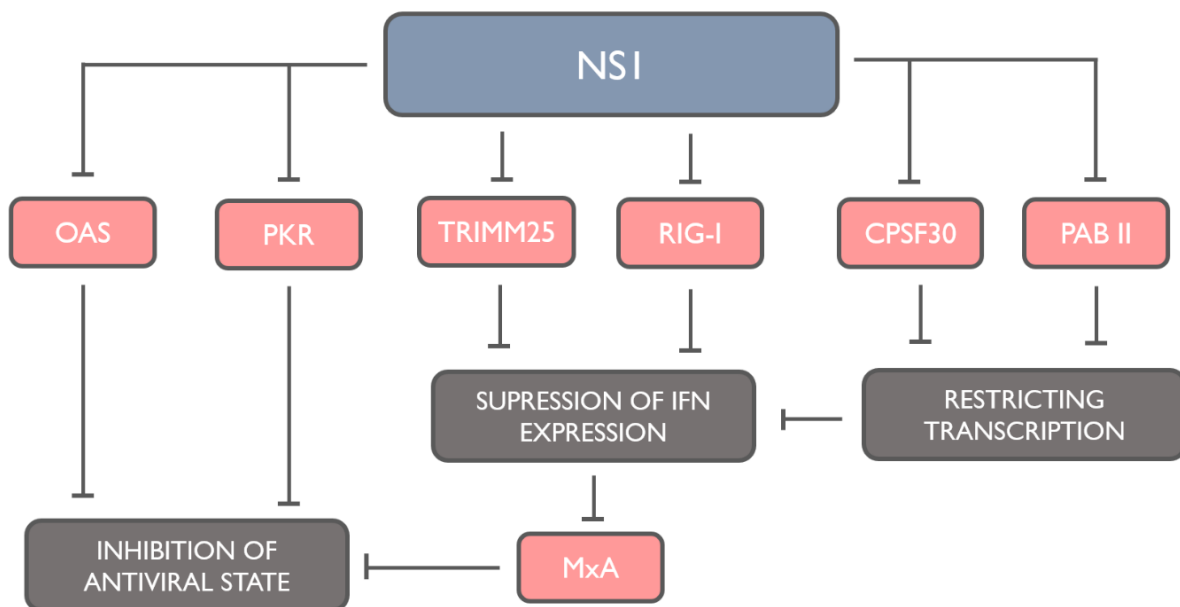 NS1
OAS
PKR
TRIMM25
RIG-I
CPSF30
PAB II
SUPRESSION OF IFN
EXPRESSION
RESTRICTING
TRANSCRIPTION
INHIBITION OF
ANTIVIRAL STATE
MxA